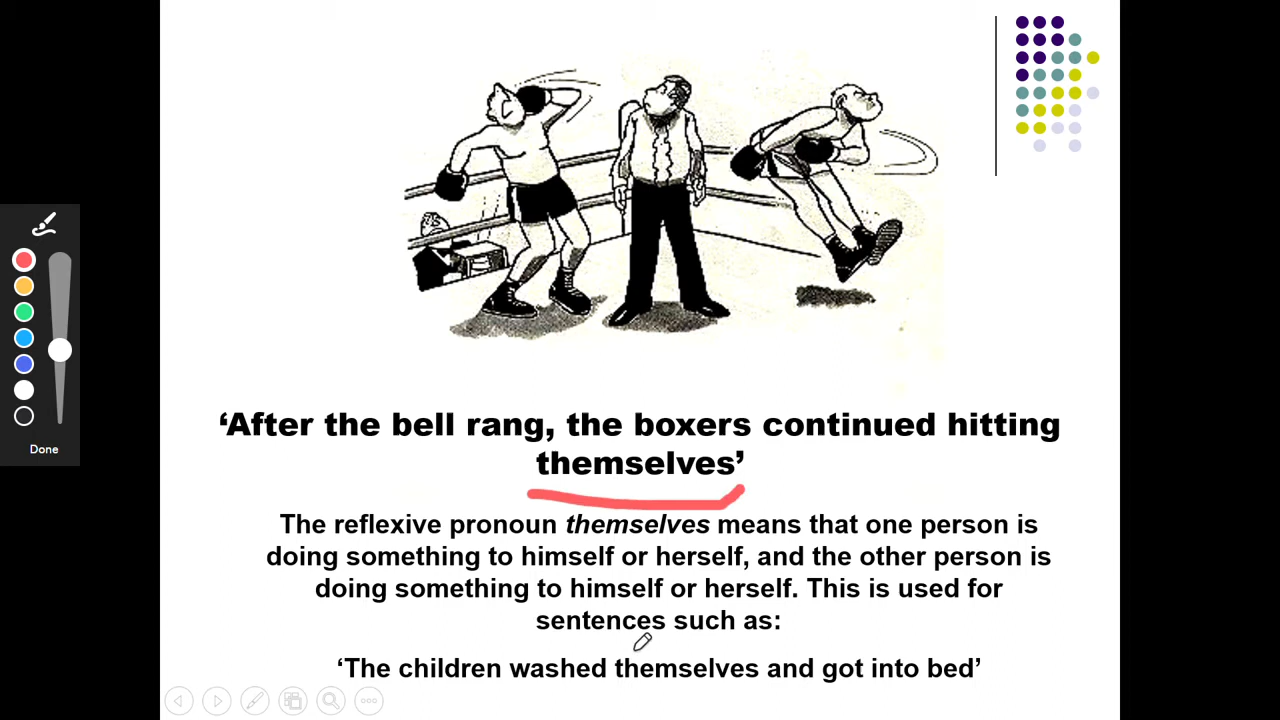 ‘After the bell rang, the boxers continued hitting
themselves’
The reflexive pronoun themselves means that one person is
doing something to himself or herself, and the other person is
doing something to himself or herself. This is used for
sentences such as:
‘The children washed themselves and got into bed’
Done